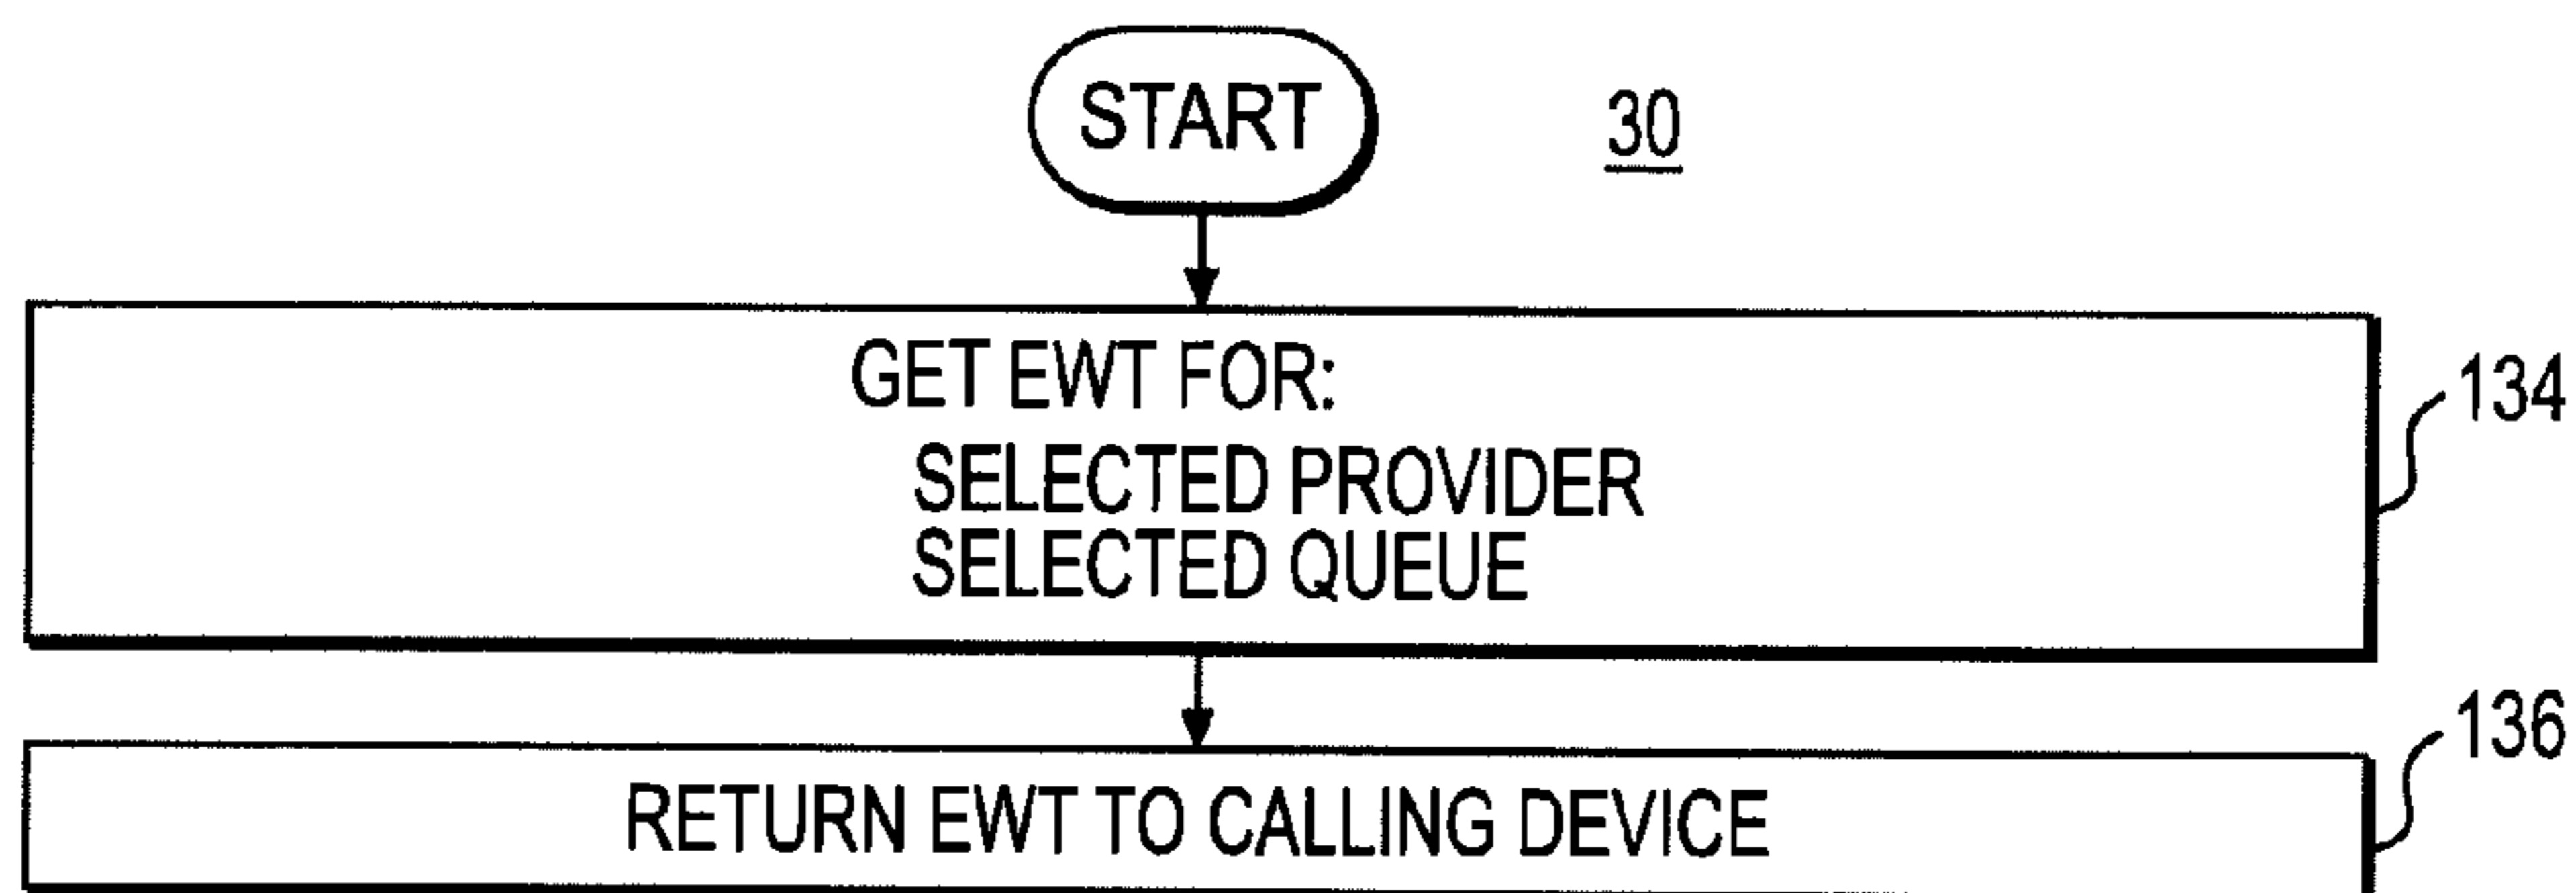 START
30
GET EWT FOR:
SELECTED PROVIDER
SELECTED QUEUE
134
RETURN EWT TO CALLING DEVICE
136